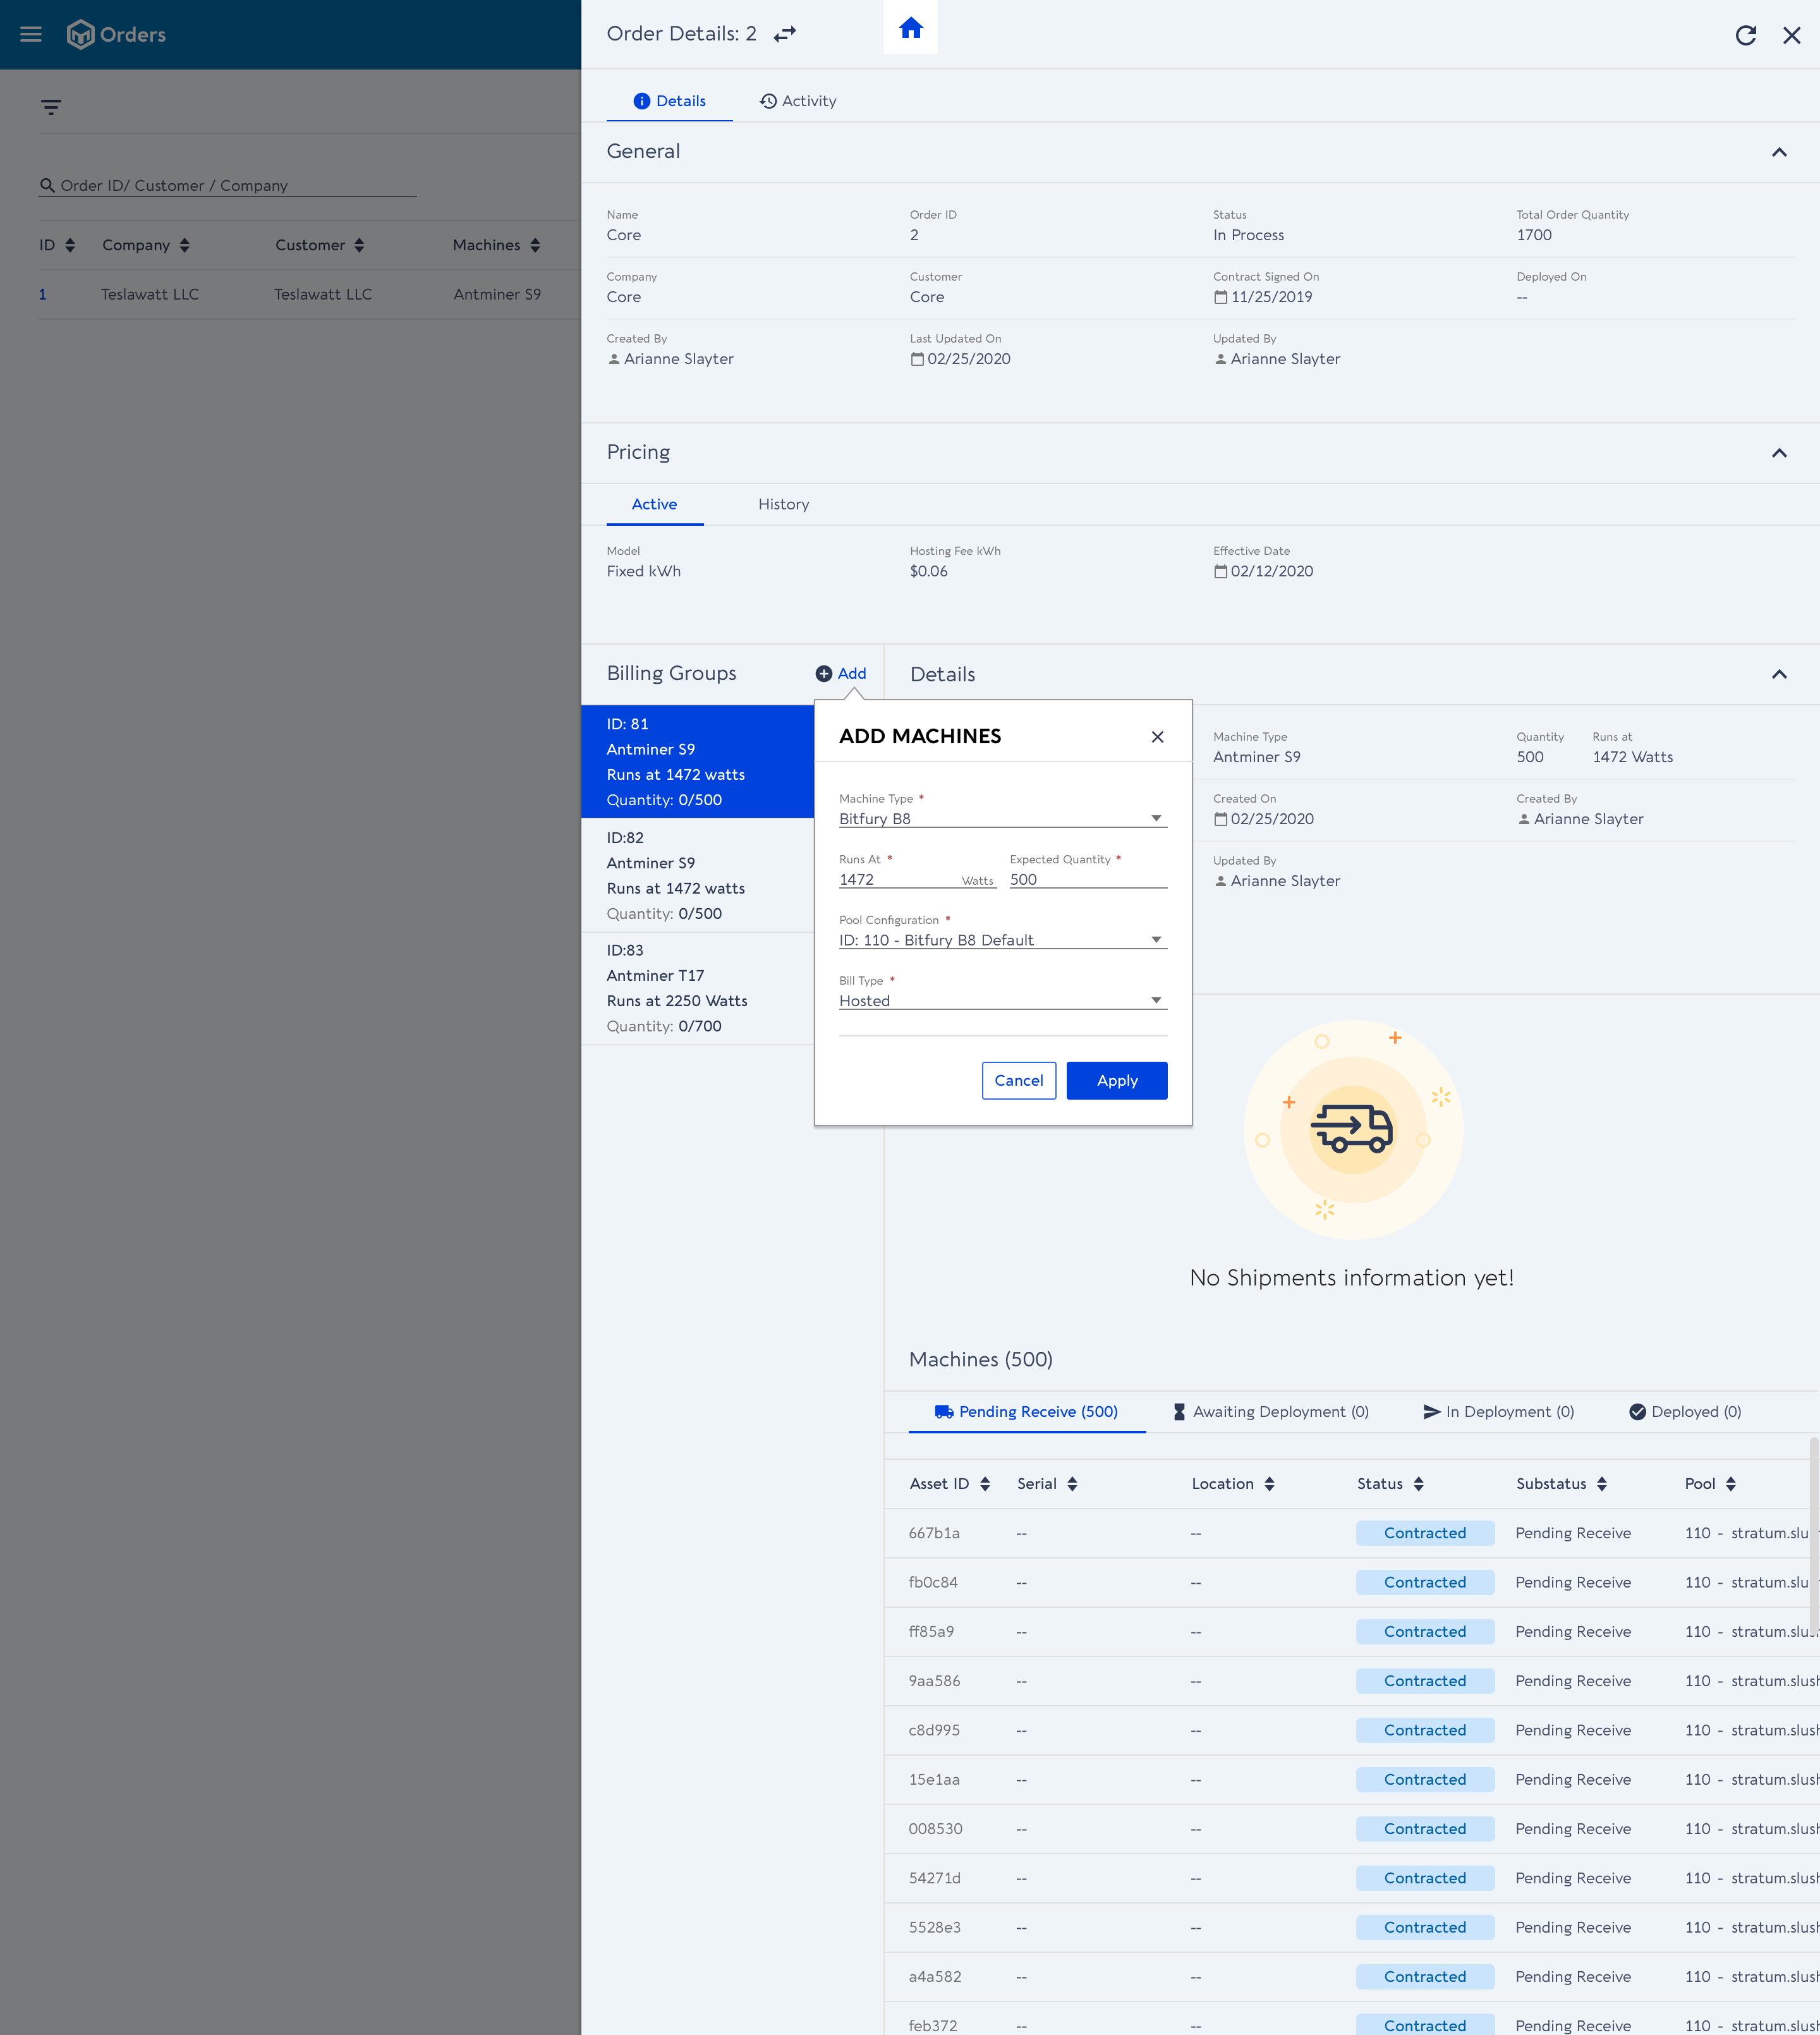 Orders
Order ID/ Customer / Company
ID Company Customer Machines
1 Teslawatt LLC Teslawatt LLC Antminer S9
Order Details: 2
Details Activity
General
Name Order ID Status Total Order Quantity
Core 2 In Process 1700
Company Customer Contract Signed On Deployed On
Core Core 11/25/2019 --
Created By Last Updated On Updated By
Arianne Slayter 02/25/2020 Arianne Slayter
Pricing
Active History
Model Hosting Fee kWh Effective Date
Fixed kWh $0.06 02/12/2020
Billing Groups Add
ID: 81
Antminer S9
Runs at 1472 watts
Quantity: 0/500
ID:82
Antminer S9
Runs at 1472 watts
Quantity: 0/500
ID:83
Antminer T17
Runs at 2250 Watts
Quantity: 0/700
ADD MACHINES
Machine Type *
Bitfury B8
Runs At * Expected Quantity *
1472 Watts 500
Pool Configuration *
ID: 110 - Bitfury B8 Default
Bill Type *
Hosted
Cancel Apply
Details
Machine Type Quantity Runs at
Antminer S9 500 1472 Watts
Created On Created By
02/25/2020 Arianne Slayter
Updated By
Arianne Slayter
No Shipments information yet!
Machines (500)
Pending Receive (500) Awaiting Deployment (0) In Deployment (0) Deployed (0)
Asset ID Serial Location Status Substatus Pool
667b1a -- -- Contracted Pending Receive 110 - stratum.slu
fb0c84 -- -- Contracted Pending Receive 110 - stratum.slu
ff85a9 -- -- Contracted Pending Receive 110 - stratum.slus
9aa586 -- -- Contracted Pending Receive 110 - stratum.slush
c8d995 -- -- Contracted Pending Receive 110 - stratum.slush
15e1aa -- -- Contracted Pending Receive 110 - stratum.slush
008530 -- -- Contracted Pending Receive 110 - stratum.slush
54271d -- -- Contracted Pending Receive 110 - stratum.slush
5528e3 -- -- Contracted Pending Receive 110 - stratum.slush
a4a582 -- -- Contracted Pending Receive 110 - stratum.slush
feb372 -- -- Contracted Pending Receive 110 - stratum.slush